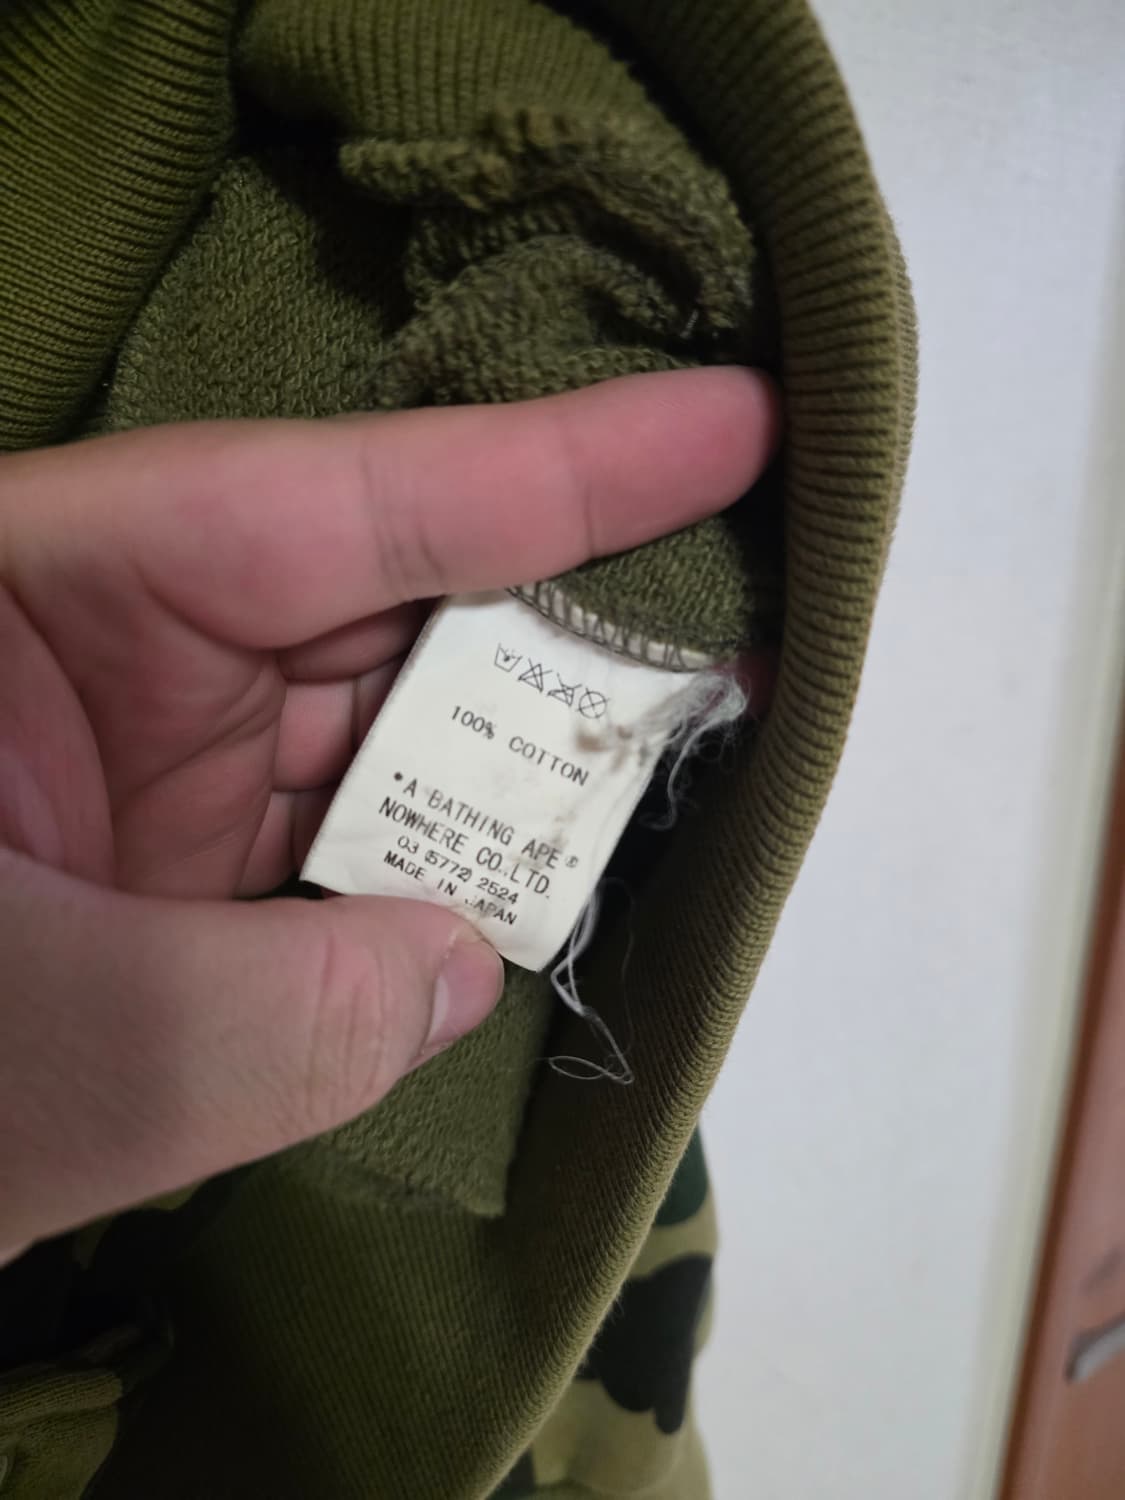 100% COTTON
•A BATHING APE®
NOWHERE CO.,LTD.
03 (5772) 2524
MADE IN JAPAN